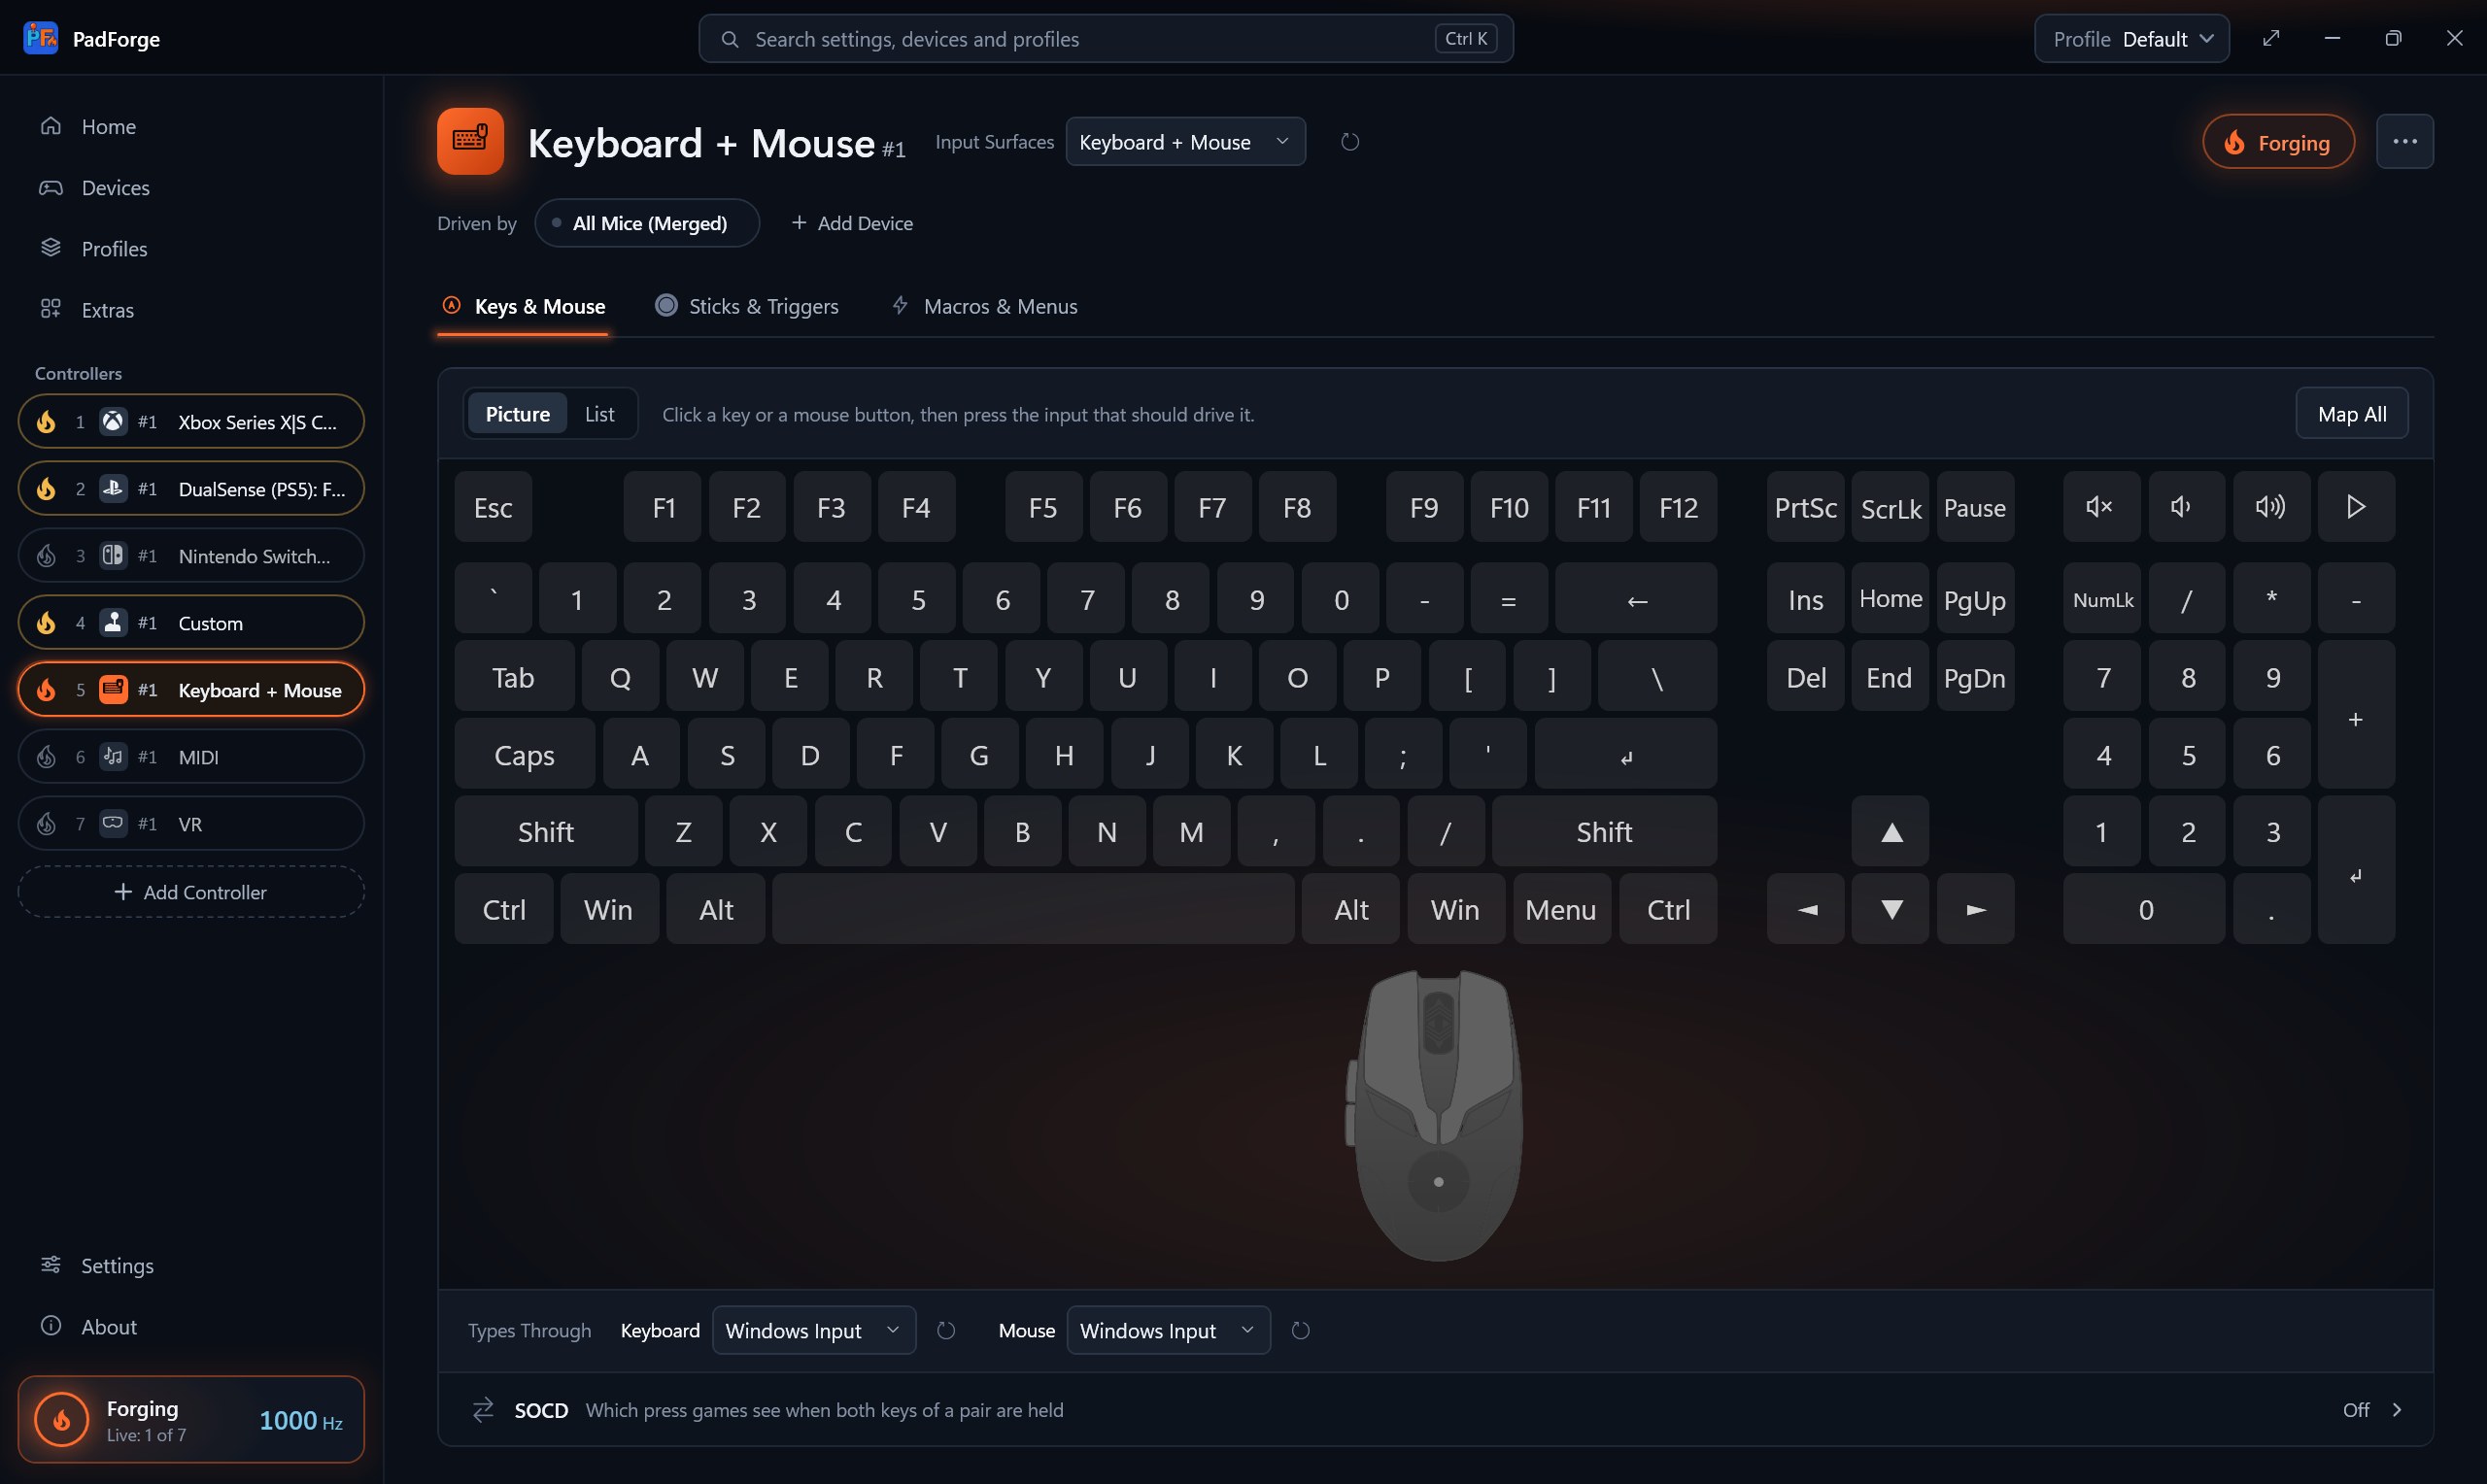 PadForge
Search settings, devices and profiles
Ctrl K
Profile Default
Home
Devices
Profiles
Extras
Controllers
1 #1 Xbox Series X|S C...
2 #1 DualSense (PS5): F...
3 #1 Nintendo Switch...
4 #1 Custom
5 #1 Keyboard + Mouse
6 #1 MIDI
7 #1 VR
+ Add Controller
Settings
About
Forging
Live: 1 of 7
1000 Hz
Keyboard + Mouse #1
Input Surfaces Keyboard + Mouse
Forging
...
Driven by All Mice (Merged) + Add Device
Keys & Mouse Sticks & Triggers Macros & Menus
Picture List Click a key or a mouse button, then press the input that should drive it. Map All
Esc F1 F2 F3 F4 F5 F6 F7 F8 F9 F10 F11 F12 PrtSc ScrLk Pause
` 1 2 3 4 5 6 7 8 9 0 - = ← Ins Home PgUp NumLk / * -
Tab Q W E R T Y U I O P [ ] \ Del End PgDn 7 8 9 +
Caps A S D F G H J K L ; ' ↲ 4 5 6
Shift Z X C V B N M , . / Shift ▲ 1 2 3 ↲
Ctrl Win Alt Alt Win Menu Ctrl ◄ ▼ ► 0 .
Types Through Keyboard Windows Input Mouse Windows Input
SOCD Which press games see when both keys of a pair are held Off